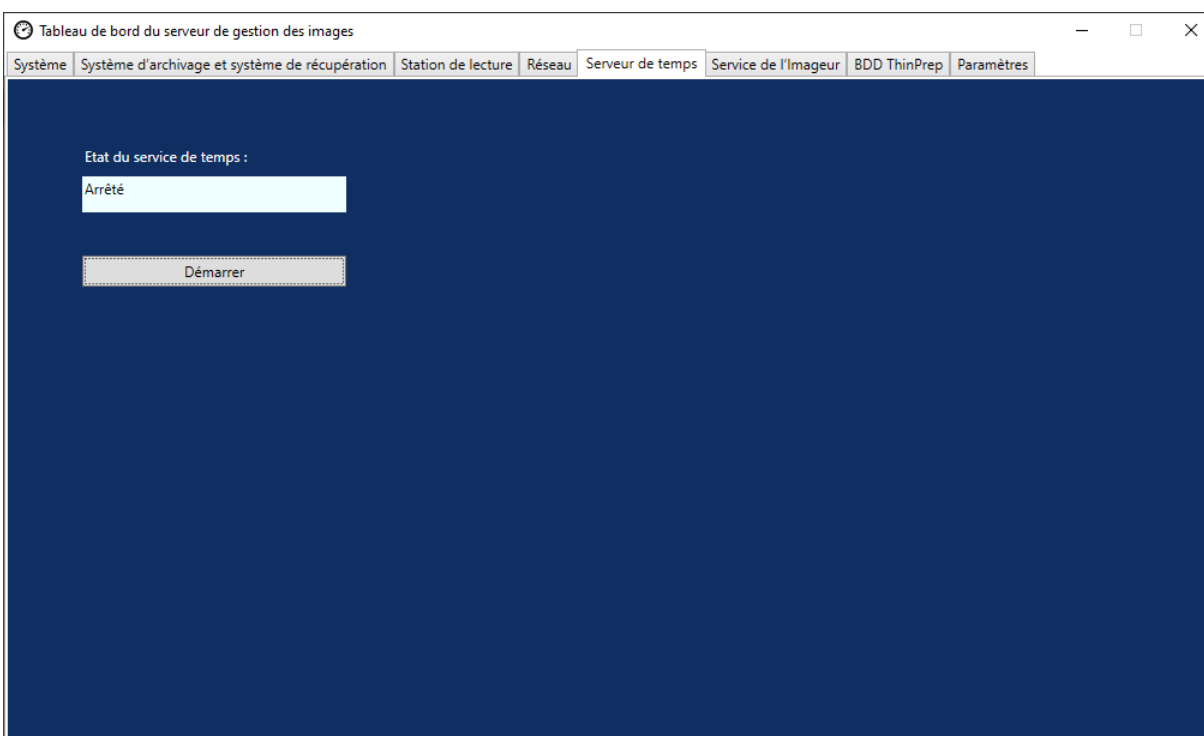 Tableau de bord du serveur de gestion des images
Système Système d'archivage et système de récupération Station de lecture Réseau Serveur de temps Service de l'Imageur BDD ThinPrep Paramètres
Etat du service de temps :
Arrêté
Démarrer